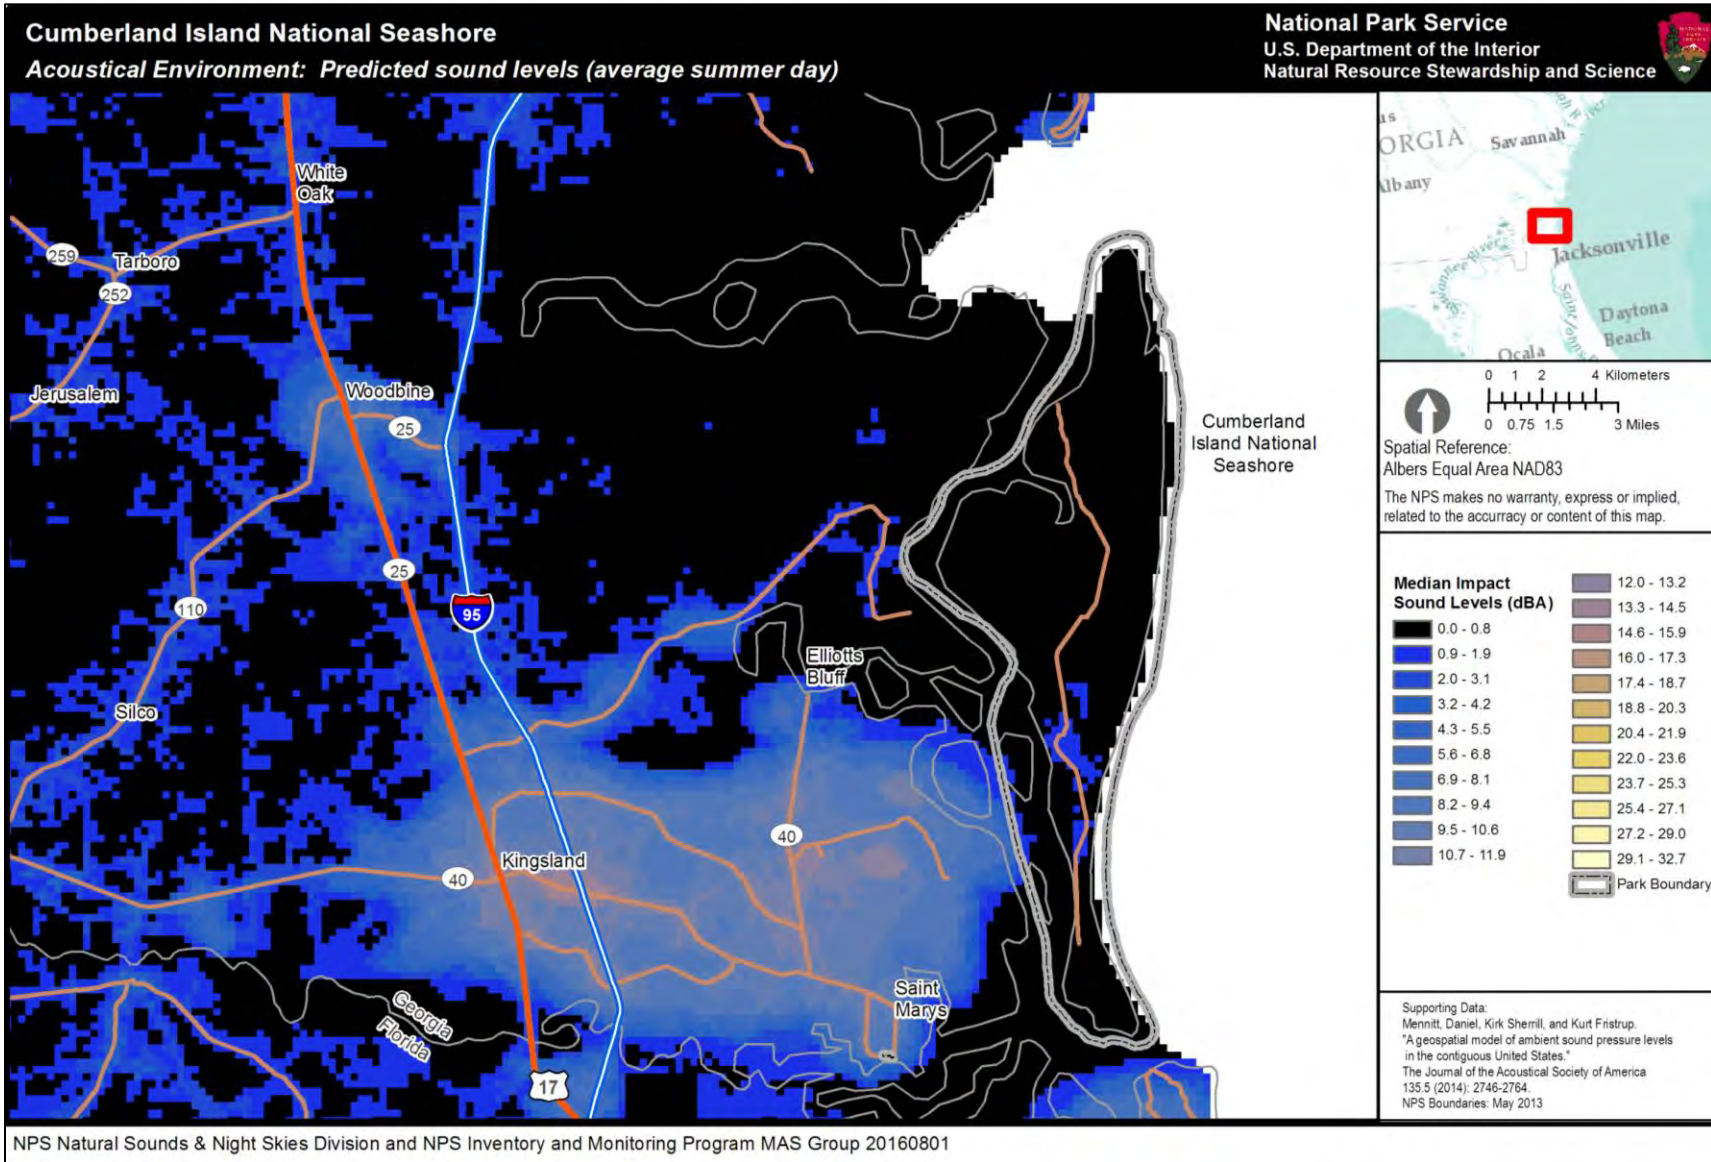 Cumberland Island National Seashore
Acoustical Environment: Predicted sound levels (average summer day)
National Park Service
U.S. Department of the Interior
Natural Resource Stewardship and Science
White
Oak
259
Tarboro
252
Jerusalem
Woodbine
25
25
110
95
Silco
Elliotts
Bluff
40
Kingsland
40
Saint
Marys
Georgia
Florida
17
Cumberland
Island National
Seashore
ORGIA
Savannah
Albany
Jacksonville
Suwannee River
Saint Johns R
Daytona
Beach
Ocala
0 1 2 4 Kilometers
0 0.75 1.5 3 Miles
Spatial Reference:
Albers Equal Area NAD83
The NPS makes no warranty, express or implied,
related to the accurracy or content of this map.
Median Impact
Sound Levels (dBA)
0.0 - 0.8
0.9 - 1.9
2.0 - 3.1
3.2 - 4.2
4.3 - 5.5
5.6 - 6.8
6.9 - 8.1
8.2 - 9.4
9.5 - 10.6
10.7 - 11.9
12.0 - 13.2
13.3 - 14.5
14.6 - 15.9
16.0 - 17.3
17.4 - 18.7
18.8 - 20.3
20.4 - 21.9
22.0 - 23.6
23.7 - 25.3
25.4 - 27.1
27.2 - 29.0
29.1 - 32.7
Park Boundary
Supporting Data:
Mennitt, Daniel, Kirk Sherrill, and Kurt Fristrup.
"A geospatial model of ambient sound pressure levels
in the contiguous United States."
The Journal of the Acoustical Society of America
135.5 (2014): 2746-2764.
NPS Boundaries: May 2013
NPS Natural Sounds & Night Skies Division and NPS Inventory and Monitoring Program MAS Group 20160801